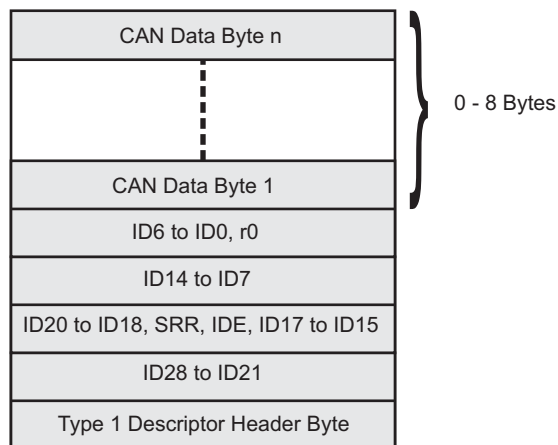 CAN Data Byte n
0 - 8 Bytes
CAN Data Byte 1
ID6 to ID0, r0
ID14 to ID7
ID20 to ID18, SRR, IDE, ID17 to ID15
ID28 to ID21
Type 1 Descriptor Header Byte